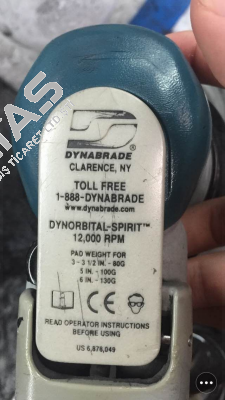 DYNABRADE
CLARENCE, NY
TOLL FREE
1-888-DYNABRADE
www.dynabrade.com
DYNORBITAL-SPIRIT™
12,000 RPM
PAD WEIGHT FOR
3 - 3 1/2 IN. - 80G
5 IN. - 100G
6 IN. - 130G
CE
READ OPERATOR INSTRUCTIONS
BEFORE USING
US 6,878,049